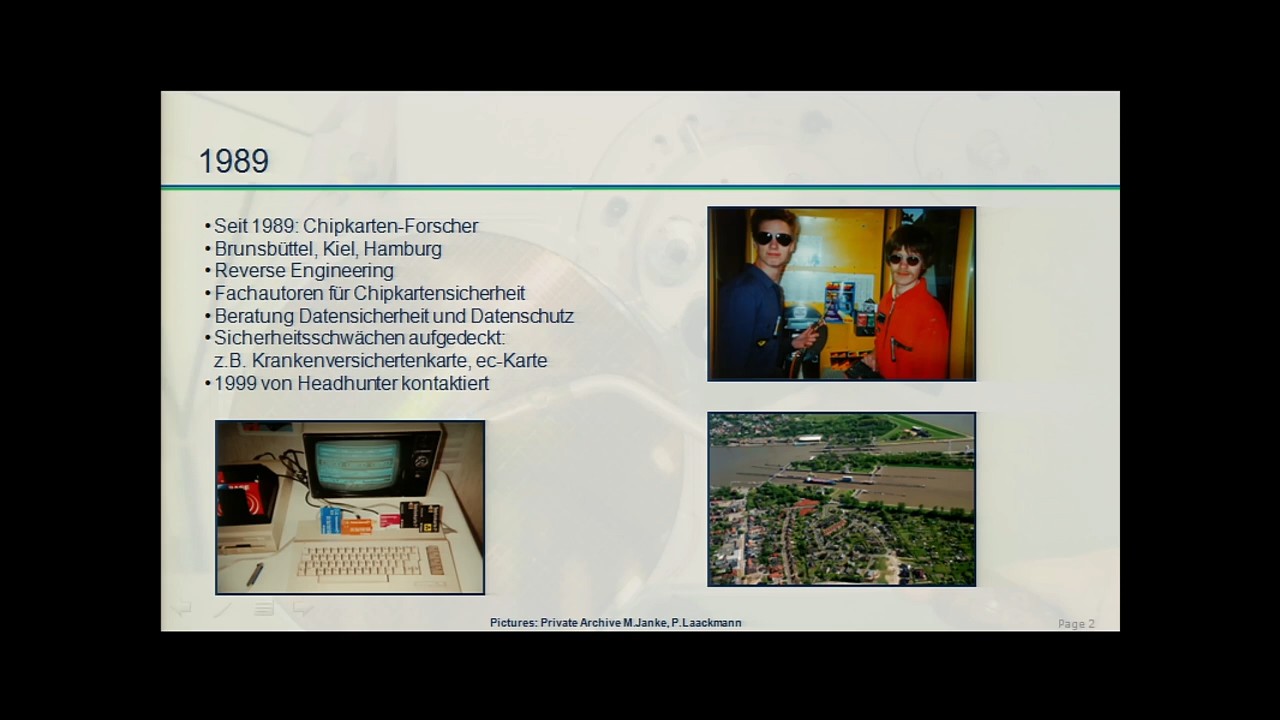 1989
• Seit 1989: Chipkarten-Forscher
• Brunsbüttel, Kiel, Hamburg
• Reverse Engineering
• Fachautoren für Chipkartensicherheit
• Beratung Datensicherheit und Datenschutz
• Sicherheitsschwächen aufgedeckt:
z.B. Krankenversichertenkarte, ec-Karte
• 1999 von Headhunter kontaktiert
Pictures: Private Archive M.Janke, P.Laackmann
Page 2